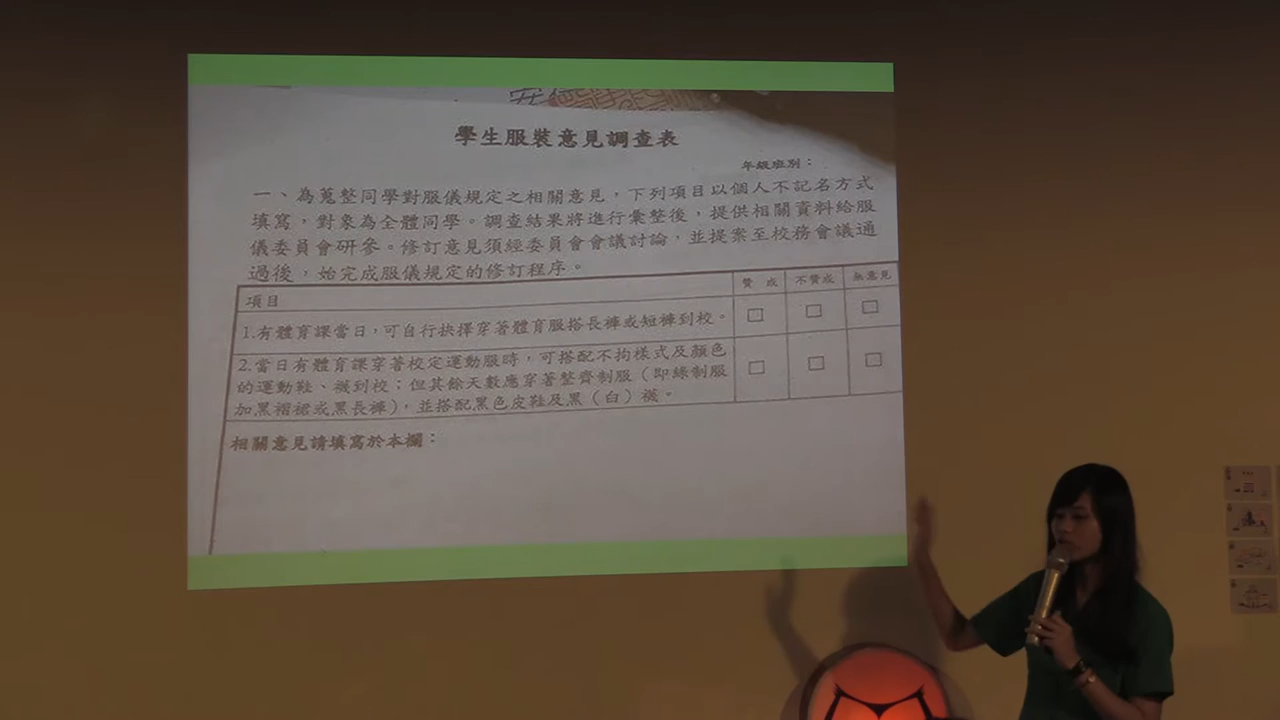 學生服裝意見調查表
年級班別：
一、為蒐整同學對服儀規定之相關意見，下列項目以個人不記名方式
填寫，對象為全體同學。調查結果將進行彙整後，提供相關資料給服
儀委員會研參。修訂意見須經委員會會議討論，並提案至校務會議通
過後，始完成服儀規定的修訂程序。
項目 贊 成 不贊成 無意見
1.有體育課當日，可自行抉擇穿著體育服搭長褲或短褲到校。 □ □ □
2.當日有體育課穿著校定運動服時，可搭配不拘樣式及顏色
的運動鞋、襪到校；但其餘天數應穿著整齊制服（即綠制服
加黑褶裙或黑長褲），並搭配黑色皮鞋及黑（白）襪。 □ □ □
相關意見請填寫於本欄：